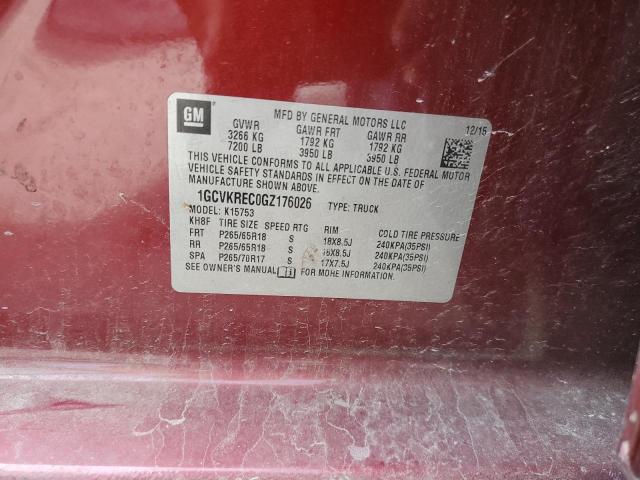 GM
MFD BY GENERAL MOTORS LLC
12/15
GVWR GAWR FRT GAWR RR
3266 KG 1792 KG 1792 KG
7200 LB 3950 LB 3950 LB
THIS VEHICLE CONFORMS TO ALL APPLICABLE U.S. FEDERAL MOTOR
VEHICLE SAFETY STANDARDS IN EFFECT ON THE DATE OF
MANUFACTURE SHOWN ABOVE.
1GCVKREC0GZ176026 TYPE: TRUCK
MODEL: K15753
KH8F TIRE SIZE SPEED RTG RIM COLD TIRE PRESSURE
FRT P265/65R18 S 18X8.5J 240KPA(35PSI)
RR P265/65R18 S 18X8.5J 240KPA(35PSI)
SPA P265/70R17 S 17X7.5J 240KPA(35PSI)
SEE OWNER'S MANUAL FOR MORE INFORMATION.